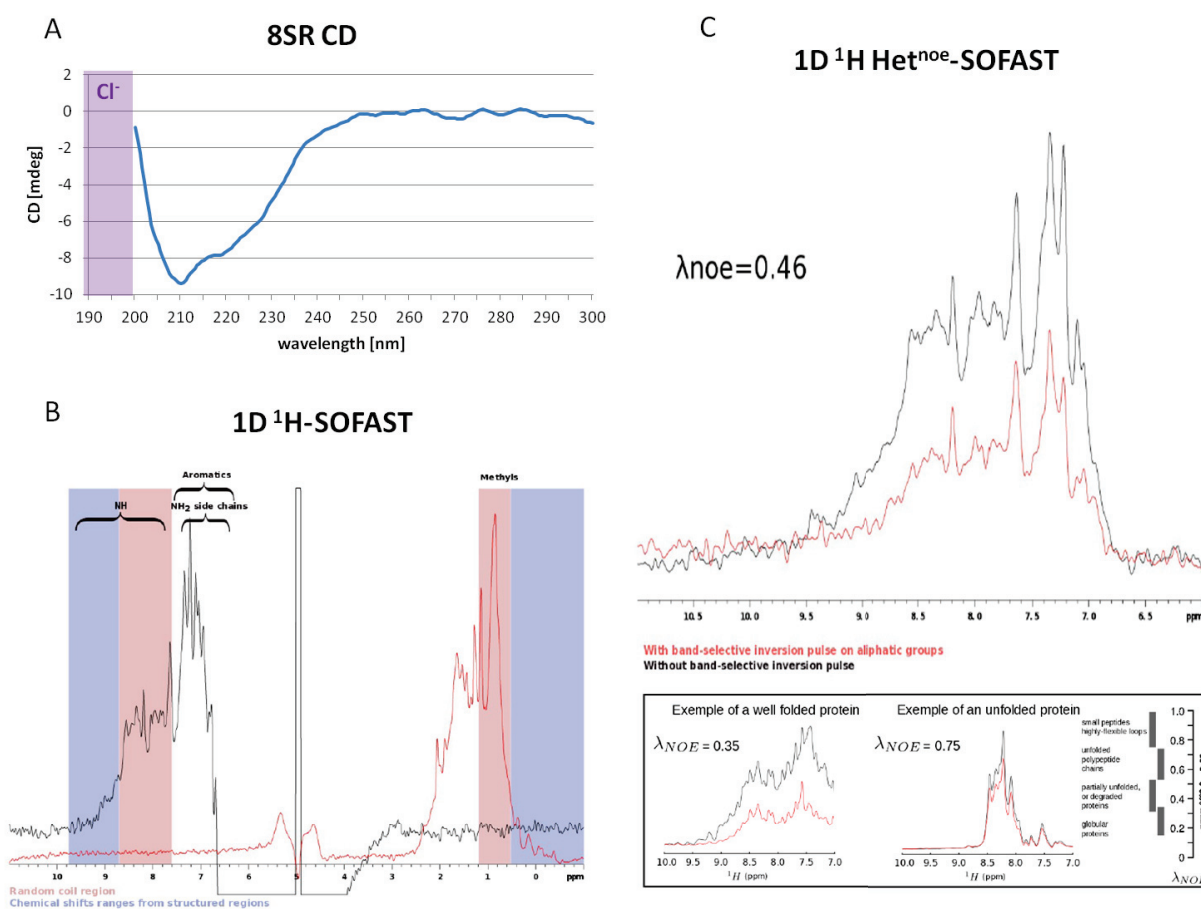 A
8SR CD
Cl⁻
2
0
-2
-4
-6
-8
-10
CD [mdeg]
190 200 210 220 230 240 250 260 270 280 290 300
wavelength [nm]
B
1D ¹H-SOFAST
Aromatics
Methyls
NH
NH₂ side chains
10 9 8 7 6 5 4 3 2 1 0 ppm
Random coil region
Chemical shifts ranges from structured regions
C
1D ¹H Hetⁿᵒᵉ-SOFAST
λnoe=0.46
10.5 10.0 9.5 9.0 8.5 8.0 7.5 7.0 6.5 ppm
With band-selective inversion pulse on aliphatic groups
Without band-selective inversion pulse
Exemple of a well folded protein
λNOE = 0.35
10.0 9.5 9.0 8.5 8.0 7.5 7.0
¹H (ppm)
Exemple of an unfolded protein
λNOE = 0.75
10.0 9.5 9.0 8.5 8.0 7.5 7.0
¹H (ppm)
small peptides
highly-flexible loops
unfolded
polypeptide
chains
partially unfolded,
or degraded
proteins
globular
proteins
1.0
0.8
0.6
0.4
0.2
0
λNOE